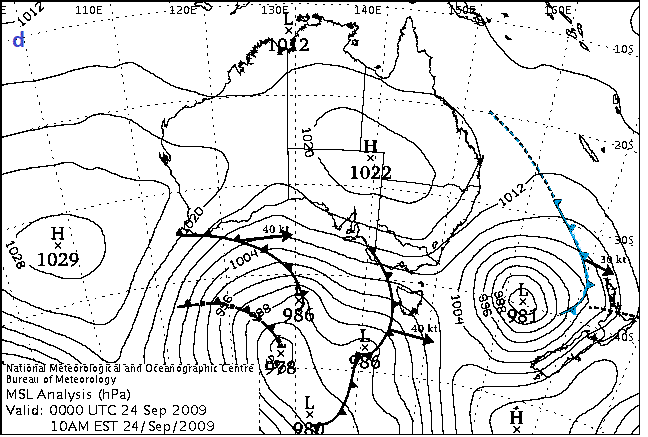 1012
110E
120E
130E
140E
150E
160E
d
L
1012
10S
1020
H
1022
20S
1012
1020
H
1029
1028
40 kt
30S
30 kt
1004
1004
996
988
986
L
981
996
988
L
978
L
986
40 kt
40S
National Meteorological and Oceanographic Centre
Bureau of Meteorology
MSL Analysis (hPa)
Valid: 0000 UTC 24 Sep 2009
10AM EST 24/Sep/2009
L
980
H